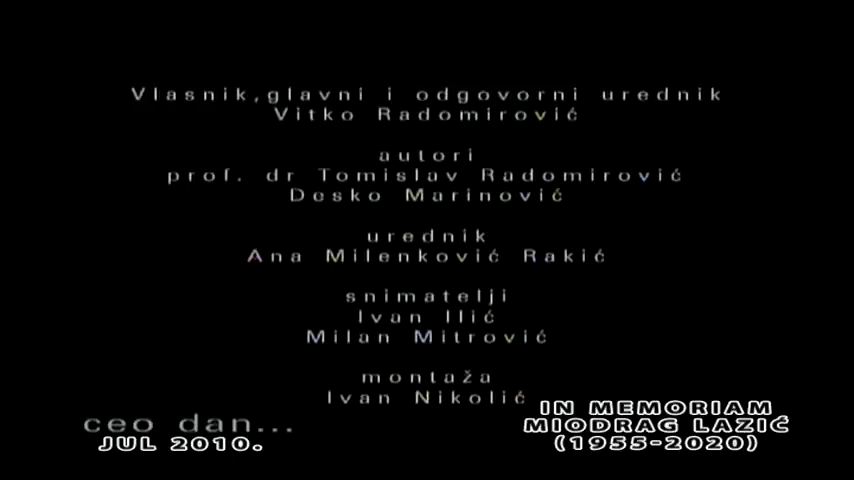 Vlasnik,glavni i odgovorni urednik
Vitko Radomirović
autori
prof. dr Tomislav Radomirović
Desko Marinović
urednik
Ana Milenković Rakić
snimatelji
Ivan Ilić
Milan Mitrović
montaža
Ivan Nikolić
ceo dan...
JUL 2010.
IN MEMORIAM
MIODRAG LAZIĆ
(1955-2020)